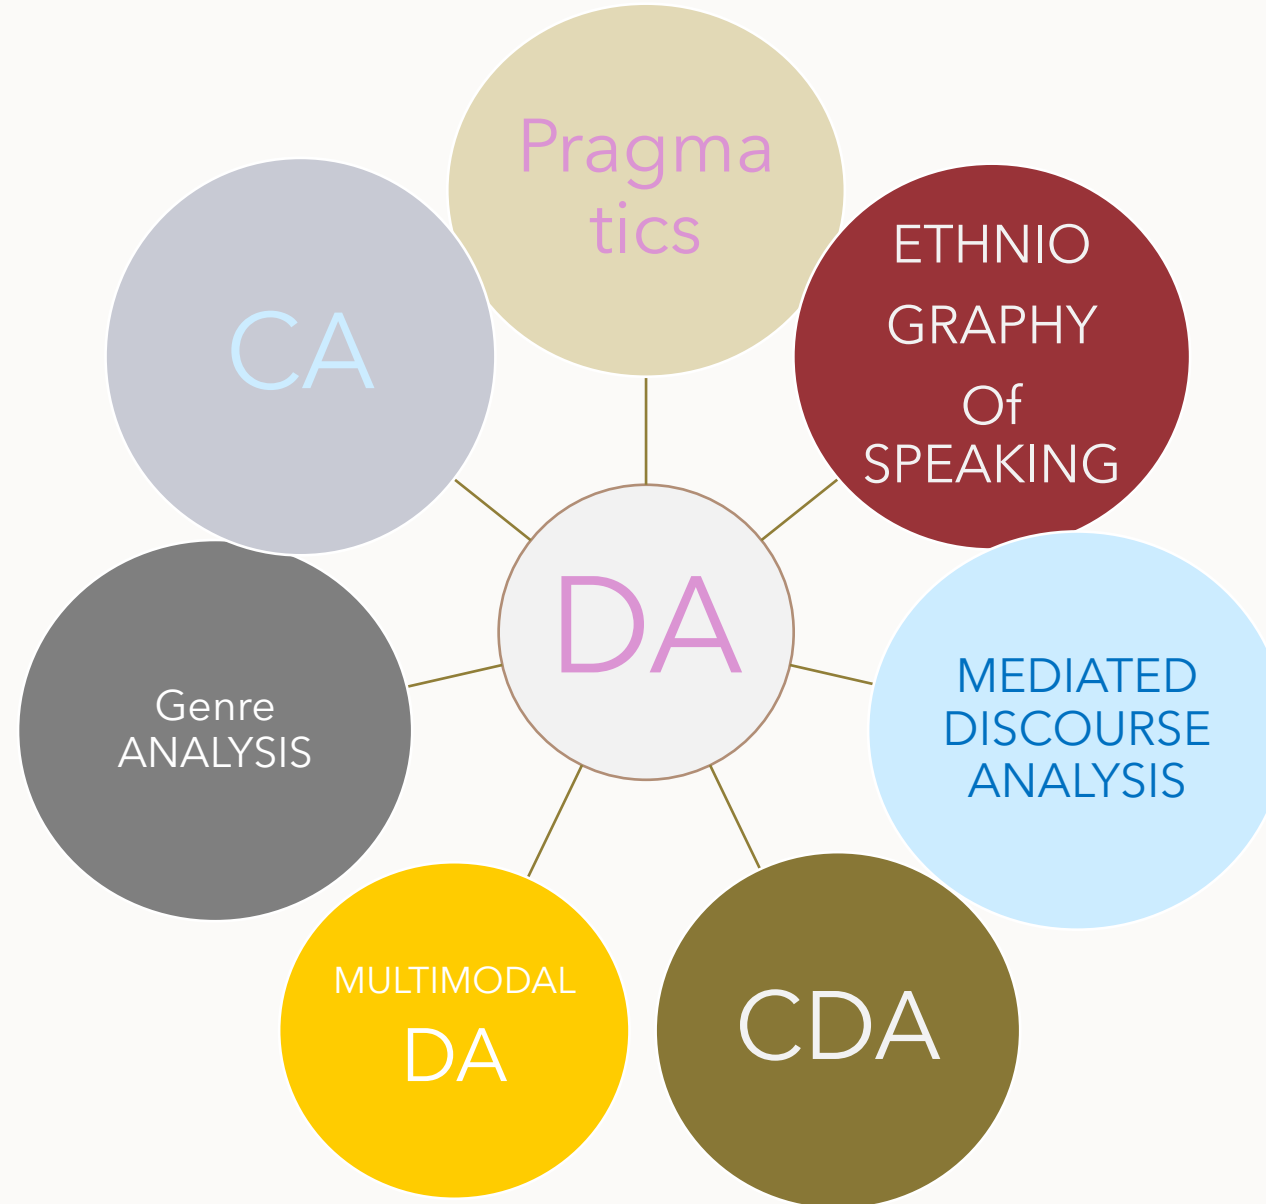 Pragma
tics
ETHNIO
GRAPHY
Of
SPEAKING
MEDIATED
DISCOURSE
ANALYSIS
CDA
MULTIMODAL
DA
Genre
ANALYSIS
CA
DA